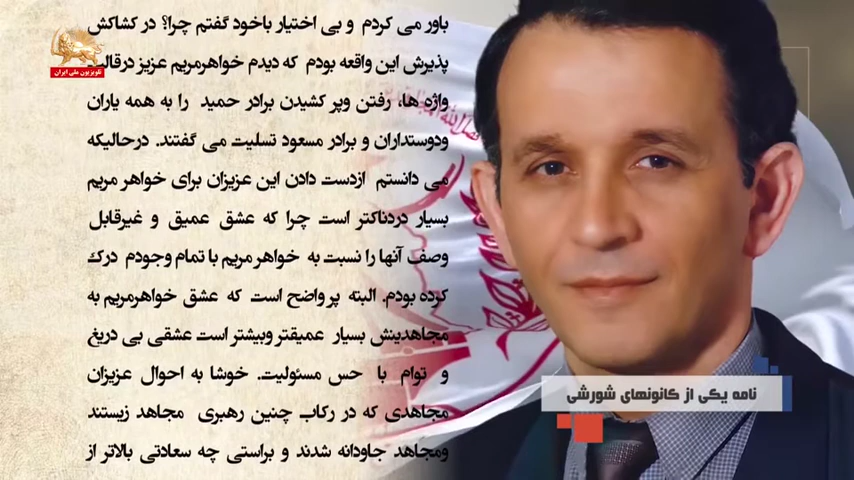 باور می کردم و بی اختیار باخود گفتم چرا؟ در کشاکش
پذیرش این واقعه بودم که دیدم خواهرمریم عزیز درقالب
واژه ها، رفتن وپر کشیدن برادر حمید را به همه یاران
ودوستداران و برادر مسعود تسلیت می گفتند. درحالیکه
می دانستم ازدست دادن این عزیزان برای خواهر مریم
بسیار دردناکتر است چرا که عشق عمیق و غیرقابل
وصف آنها را نسبت به خواهر مریم با تمام وجودم درک
کرده بودم. البته پر واضح است که عشق خواهرمریم به
مجاهدینش بسیار عمیقتر وبیشتر است عشقی بی دریغ
و توام با حس مسئولیت. خوشا به احوال عزیزان
مجاهدی که در رکاب چنین رهبری مجاهد زیستند
ومجاهد جاودانه شدند و براستی چه سعادتی بالاتر از
تلویزیون ملی ایران
نامه یکی از کانونهای شورشی